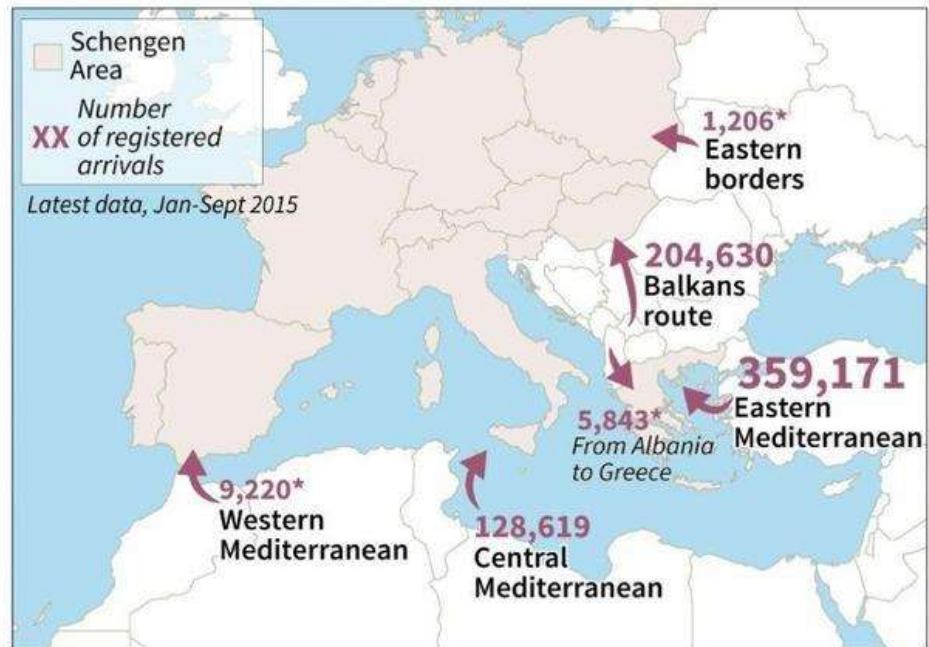 Schengen
Area
XX Number
of registered
arrivals
Latest data, Jan-Sept 2015
1,206*
Eastern
borders
204,630
Balkans
route
359,171
Eastern
Mediterranean
5,843*
From Albania
to Greece
9,220*
Western
Mediterranean
128,619
Central
Mediterranean